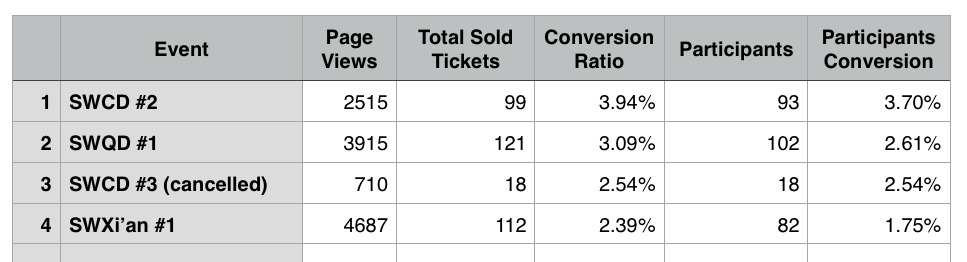 Event Page Views Total Sold Tickets Conversion Ratio Participants Participants Conversion
1 SWCD #2 2515 99 3.94% 93 3.70%
2 SWQD #1 3915 121 3.09% 102 2.61%
3 SWCD #3 (cancelled) 710 18 2.54% 18 2.54%
4 SWXi’an #1 4687 112 2.39% 82 1.75%